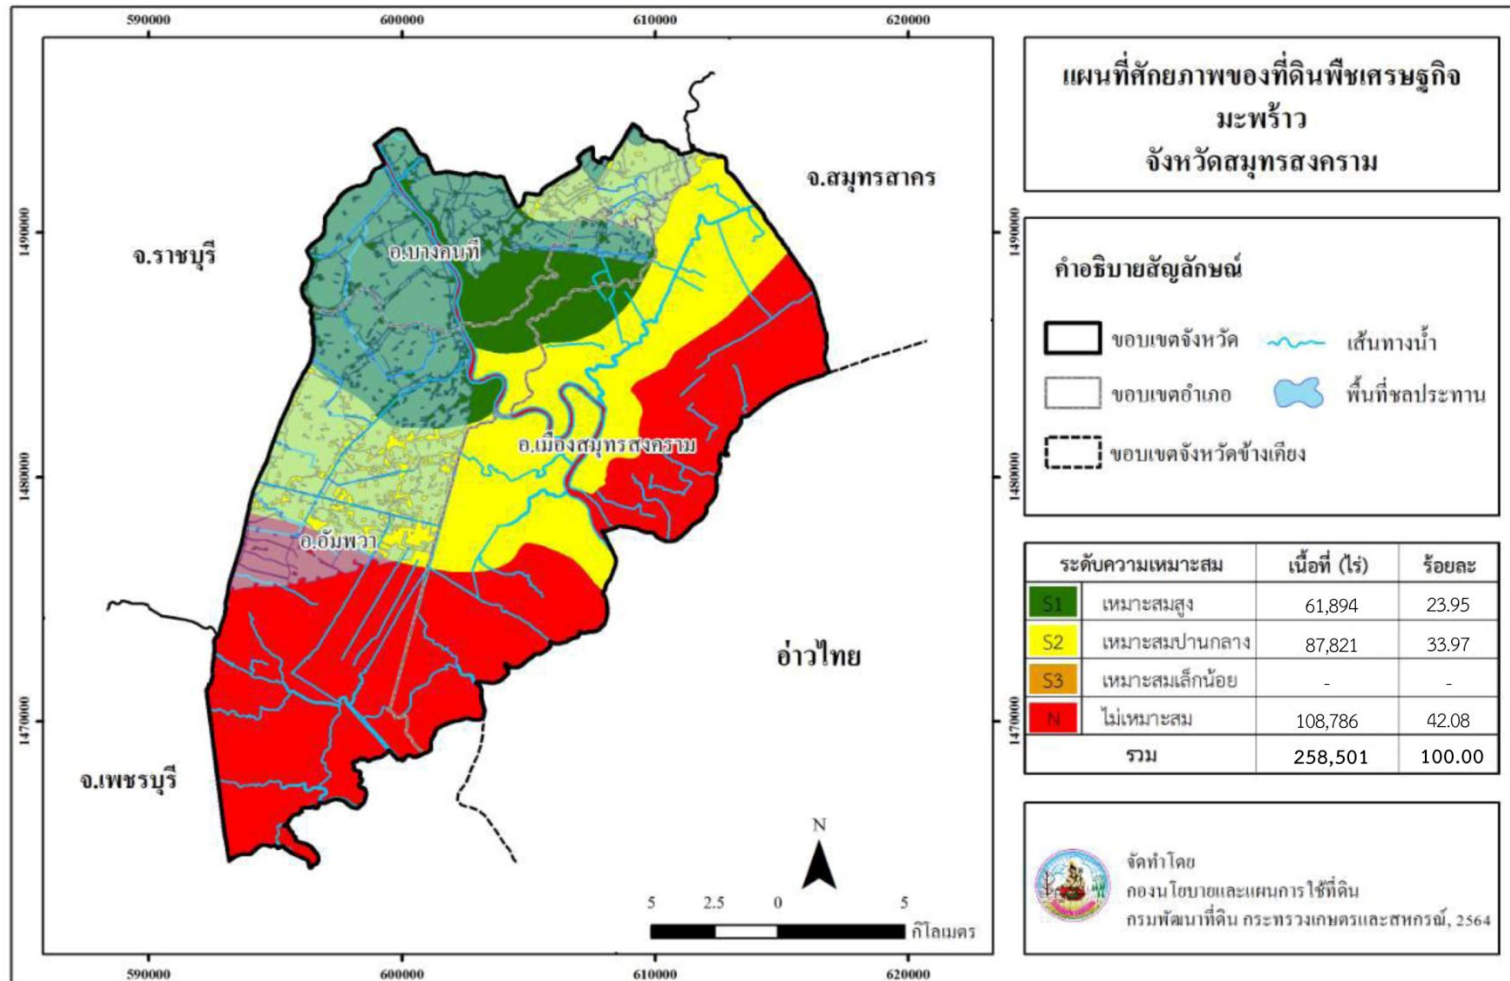 590000 600000 610000 620000
แผนที่ศักยภาพของที่ดินพืชเศรษฐกิจ
มะพร้าว
จังหวัดสมุทรสงคราม
จ.สมุทรสาคร
จ.ราชบุรี
อ.บางคนที
1490000
1490000
อ.เมืองสมุทรสงคราม
1480000
1480000
อ.อัมพวา
อ่าวไทย
1470000
1470000
จ.เพชรบุรี
N
5 2.5 0 5
กิโลเมตร
590000 600000 610000 620000
คำอธิบายสัญลักษณ์
ขอบเขตจังหวัด เส้นทางน้ำ
ขอบเขตอำเภอ พื้นที่ชลประทาน
ขอบเขตจังหวัดข้างเคียง
ระดับความเหมาะสม เนื้อที่ (ไร่) ร้อยละ
S1 เหมาะสมสูง 61,894 23.95
S2 เหมาะสมปานกลาง 87,821 33.97
S3 เหมาะสมเล็กน้อย - -
N ไม่เหมาะสม 108,786 42.08
รวม 258,501 100.00
จัดทำโดย
กองนโยบายและแผนการใช้ที่ดิน
กรมพัฒนาที่ดิน กระทรวงเกษตรและสหกรณ์, 2564